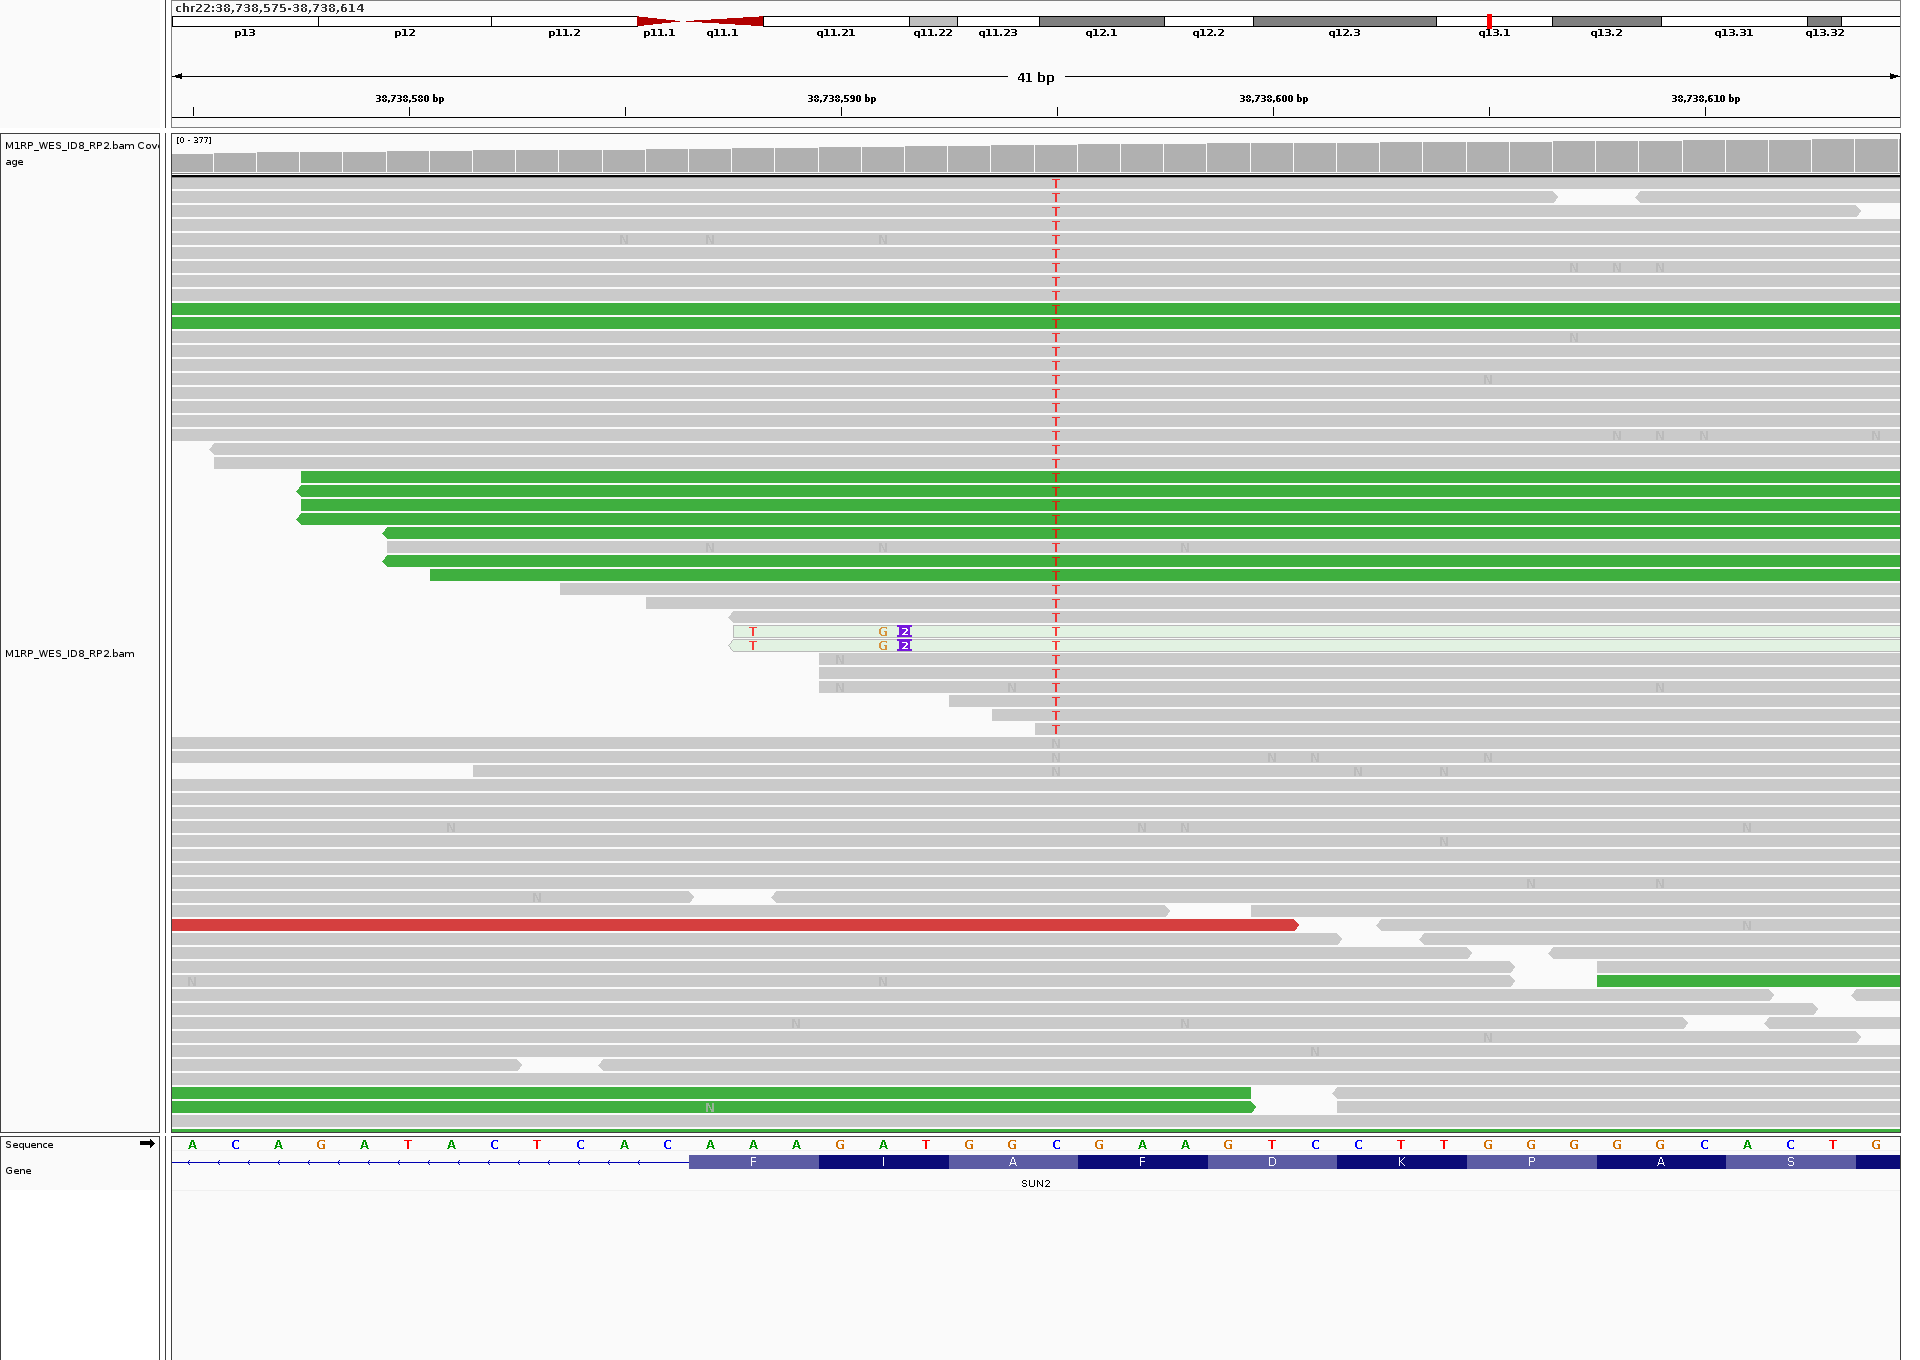 chr22:38,738,575-38,738,614
p13 p12 p11.2 p11.1 q11.1 q11.21 q11.22 q11.23 q12.1 q12.2 q12.3 q13.1 q13.2 q13.31 q13.32
41 bp
38,738,580 bp 38,738,590 bp 38,738,600 bp 38,738,610 bp
M1RP_WES_ID8_RP2.bam Cov
age
[0 - 377]
T
T
T
T
N N N T
T
T N N N
T
T
T
T
T N
T
T
T N
T
T
T
T N N N N
T
T
T
T
T
T
T
N N T N
T
T
T
T
T
T G 2 T
M1RP_WES_ID8_RP2.bam
T G 2 T
N T
T
N N T N
T
T
T
N
N N N N
N N N
N N N N
N
N N
N
N
N N
N N
N
N
N
Sequence A C A G A T A C T C A C A A A G A T G G C G A A G T C C T T G G G G G C A C T G
Gene F I A F D K P A S
SUN2